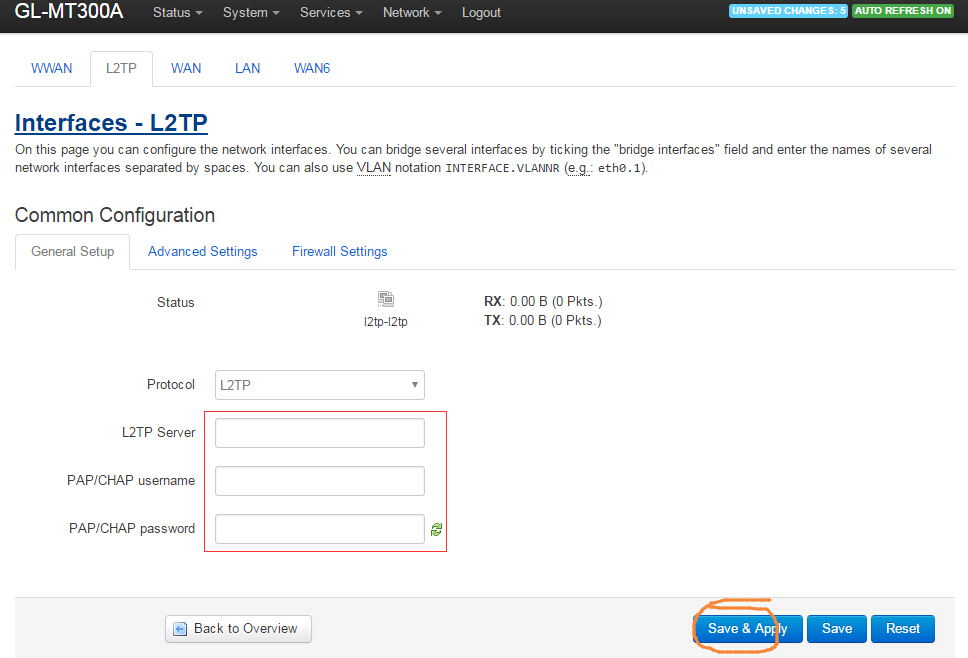 GL-MT300A Status System Services Network Logout UNSAVED CHANGES: 5 AUTO REFRESH ON
WWAN L2TP WAN LAN WAN6
Interfaces - L2TP
On this page you can configure the network interfaces. You can bridge several interfaces by ticking the "bridge interfaces" field and enter the names of several
network interfaces separated by spaces. You can also use VLAN notation INTERFACE.VLANNR (e.g.: eth0.1).
Common Configuration
General Setup Advanced Settings Firewall Settings
Status
l2tp-l2tp
RX: 0.00 B (0 Pkts.)
TX: 0.00 B (0 Pkts.)
Protocol L2TP
L2TP Server
PAP/CHAP username
PAP/CHAP password
Back to Overview Save & Apply Save Reset